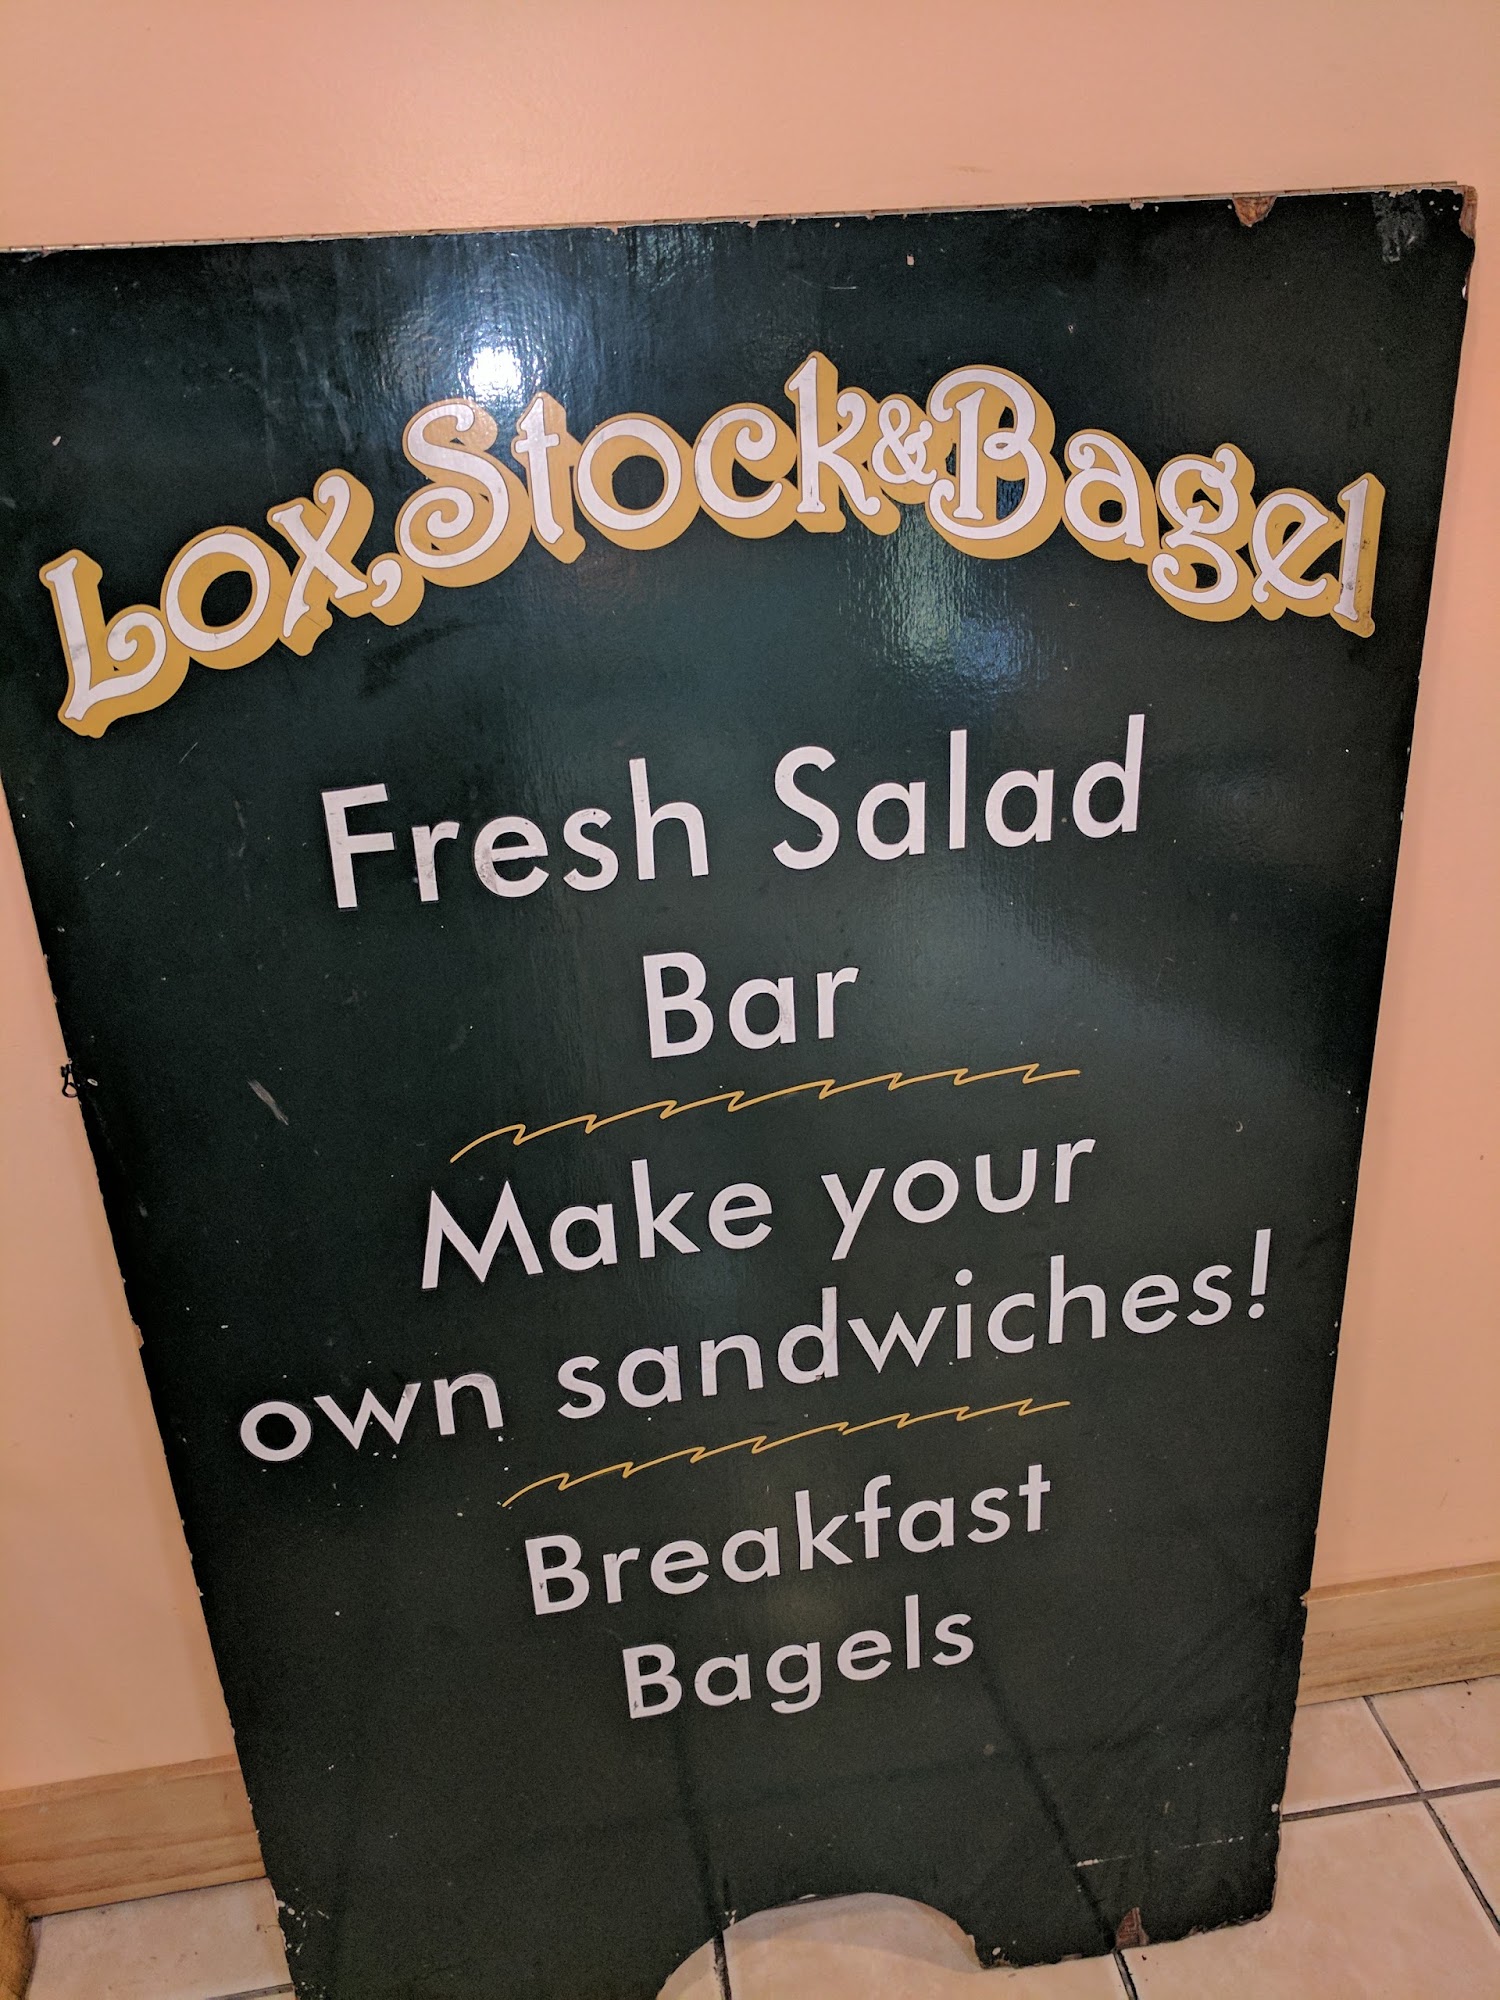 Lox, Stock & Bagel
Fresh Salad
Bar
Make your
own sandwiches!
Breakfast
Bagels